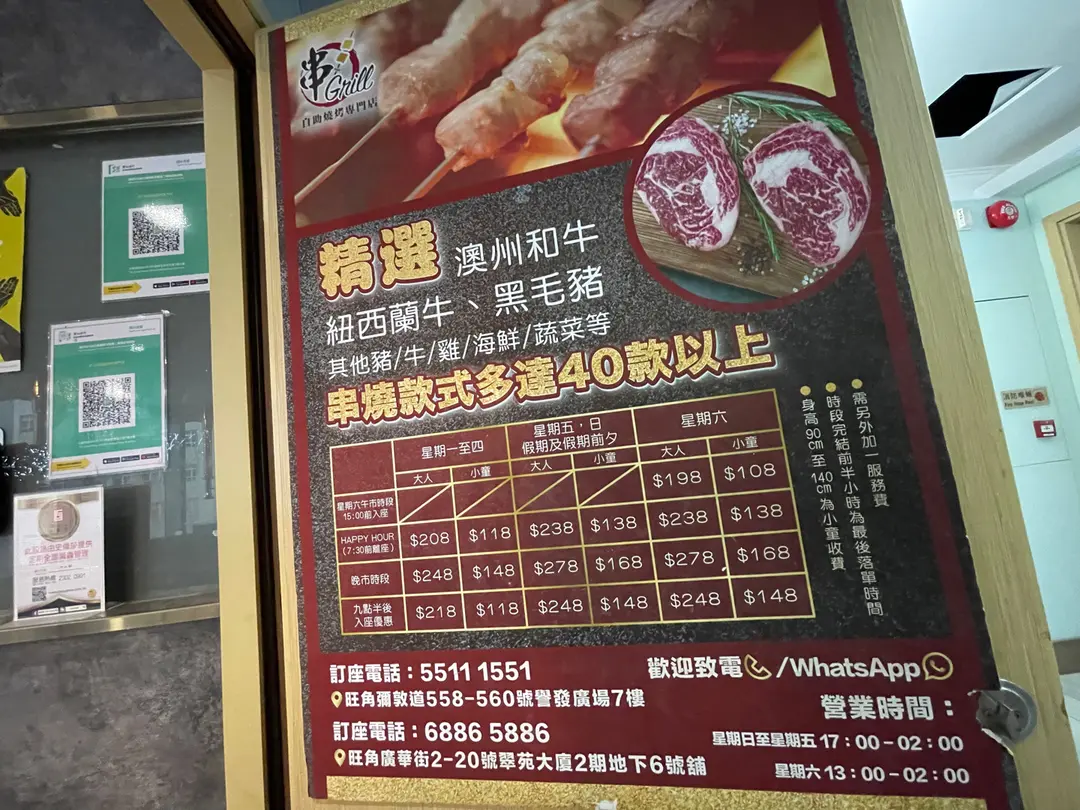 串
Grill
自助燒烤專門店
精選 澳州和牛
紐西蘭牛、黑毛豬
其他豬/牛/雞/海鮮/蔬菜等
串燒款式多達40款以上
星期一至四 星期五，日 假期及假期前夕 星期六
大人 小童 大人 小童 大人 小童
星期六午市時段 15:00前入座 $198 $108
HAPPY HOUR (7:30前離座) $208 $118 $238 $138 $238 $138
晚市時段 $248 $148 $278 $168 $278 $168
九點半後 入座優惠 $218 $118 $248 $148 $248 $148
● 需另外加一服務費
● 時段完結前半小時為最後落單時間
● 身高90cm至140cm為小童收費
訂座電話：5511 1551
旺角彌敦道558-560號譽發廣場7樓
訂座電話：6886 5886
旺角廣華街2-20號翠苑大廈2期地下6號舖
歡迎致電 /WhatsApp
營業時間：
星期日至星期五 17：00-02：00
星期六 13：00-02：00